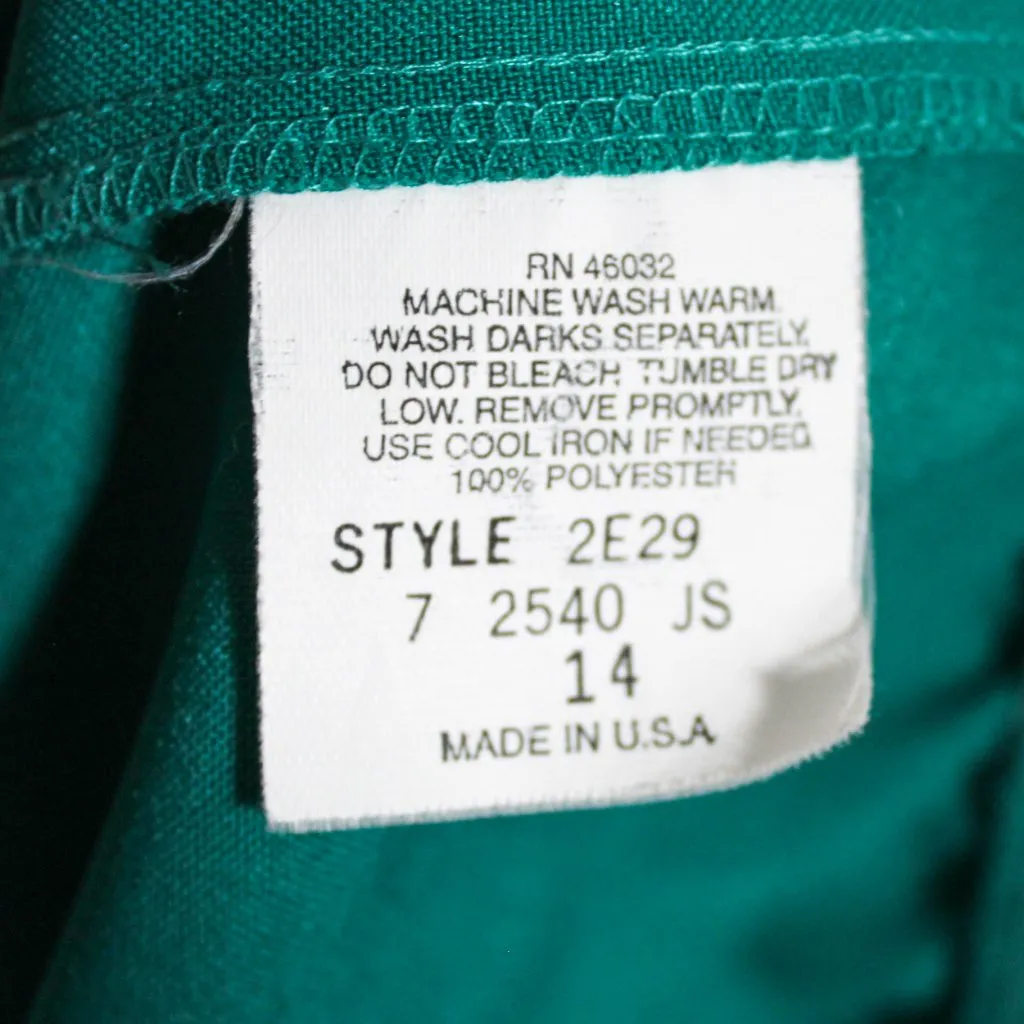 RN 46032
MACHINE WASH WARM.
WASH DARKS SEPARATELY.
DO NOT BLEACH. TUMBLE DRY
LOW. REMOVE PROMPTLY.
USE COOL IRON IF NEEDED.
100% POLYESTER
STYLE 2E29
7 2540 JS
14
MADE IN U.S.A.